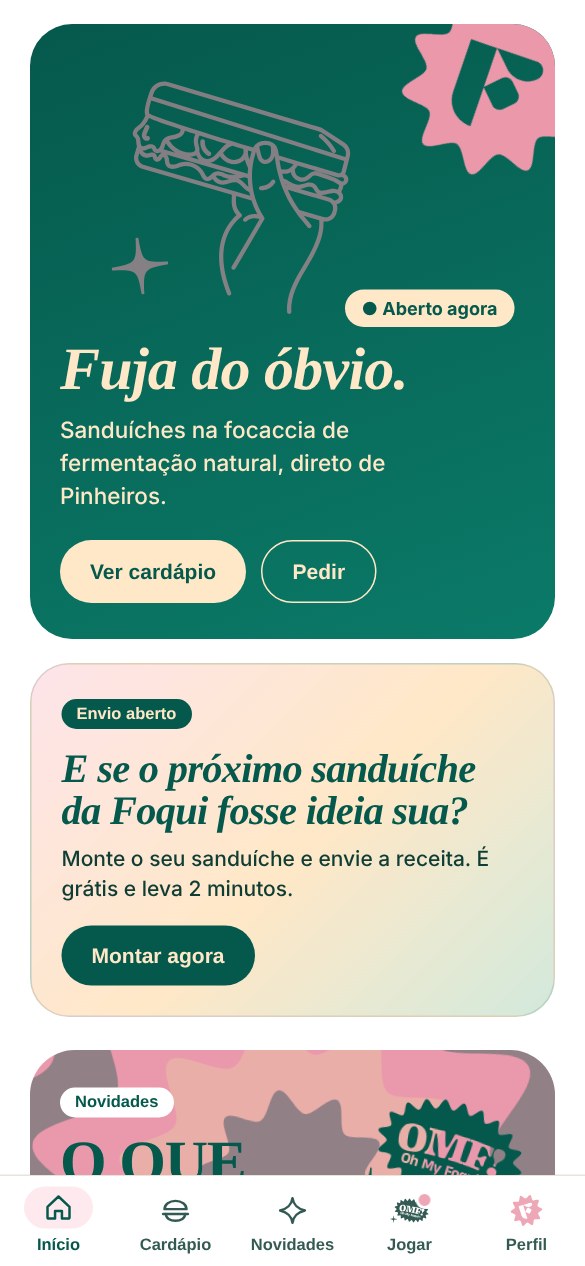 Aberto agora
Fuja do óbvio.
Sanduíches na focaccia de
fermentação natural, direto de
Pinheiros.
Ver cardápio
Pedir
Envio aberto
E se o próximo sanduíche
da Foqui fosse ideia sua?
Monte o seu sanduíche e envie a receita. É
grátis e leva 2 minutos.
Montar agora
Novidades
O QUE
OMF!
Oh My
Início
Cardápio
Novidades
OMF!
Jogar
Perfil